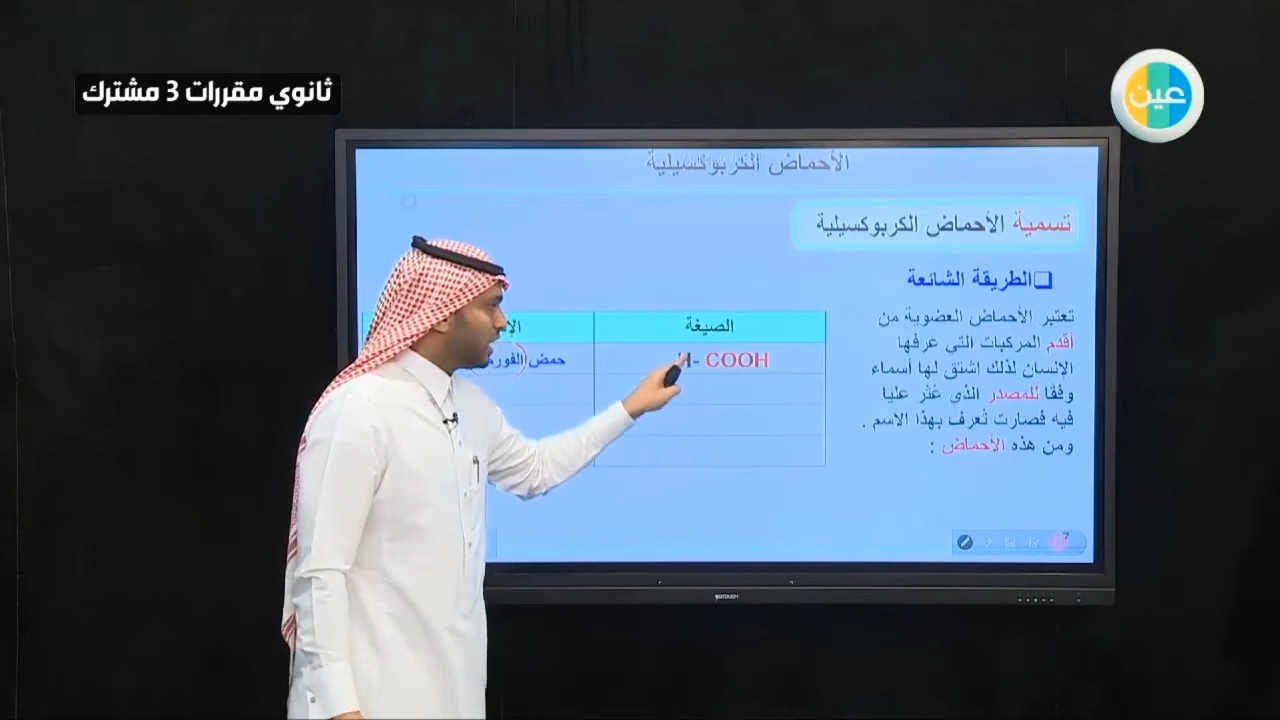 ثانوي مقررات 3 مشترك
عين
الأحماض الكربوكسيلية
تسمية الأحماض الكربوكسيلية
الطريقة الشائعة
تعتبر الأحماض العضوية من
أقدم المركبات التي عرفها
الانسان لذلك اشتق لها أسماء
وفقا للمصدر الذي عُثر عليا
فيه فصارت تُعرف بهذا الاسم .
ومن هذه الأحماض :
الصيغة
H- COOH
حمض
7